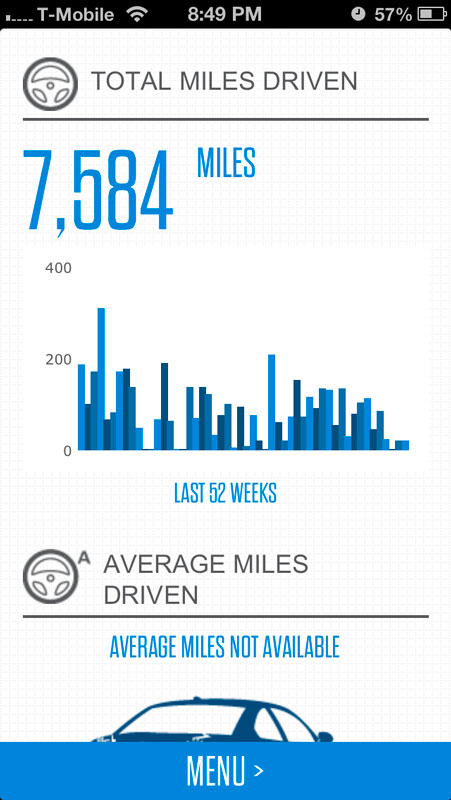 T-Mobile 8:49 PM 57%
TOTAL MILES DRIVEN
7,584 MILES
400
200
0
LAST 52 WEEKS
A AVERAGE MILES
DRIVEN
AVERAGE MILES NOT AVAILABLE
MENU >